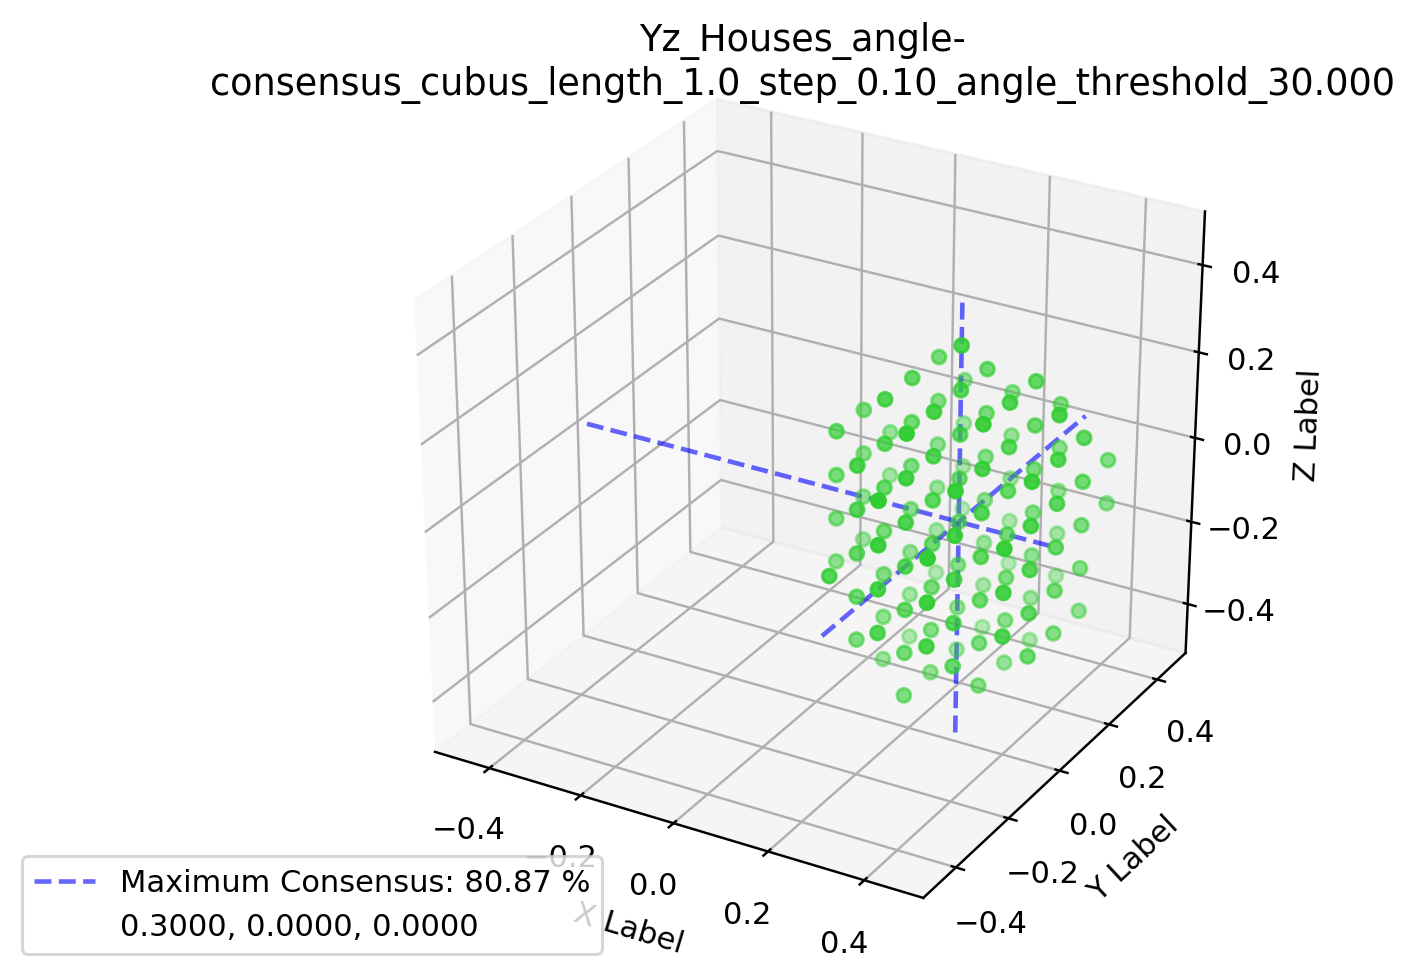 Yz_Houses_angle-
consensus_cubus_length_1.0_step_0.10_angle_threshold_30.000
0.4
0.2
0.0
−0.2
−0.4
Z Label
0.4
0.2
0.0
−0.2
−0.4
Y Label
−0.4
−0.2
0.0
0.2
0.4
X Label
Maximum Consensus: 80.87 %
0.3000, 0.0000, 0.0000